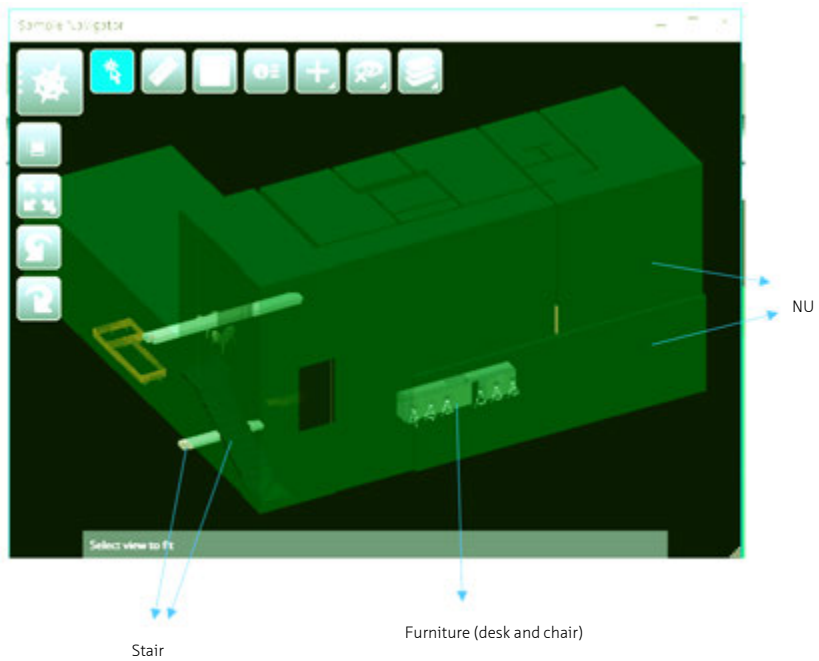 Sample Navigator
NU
Select view to fit
Furniture (desk and chair)
Stair